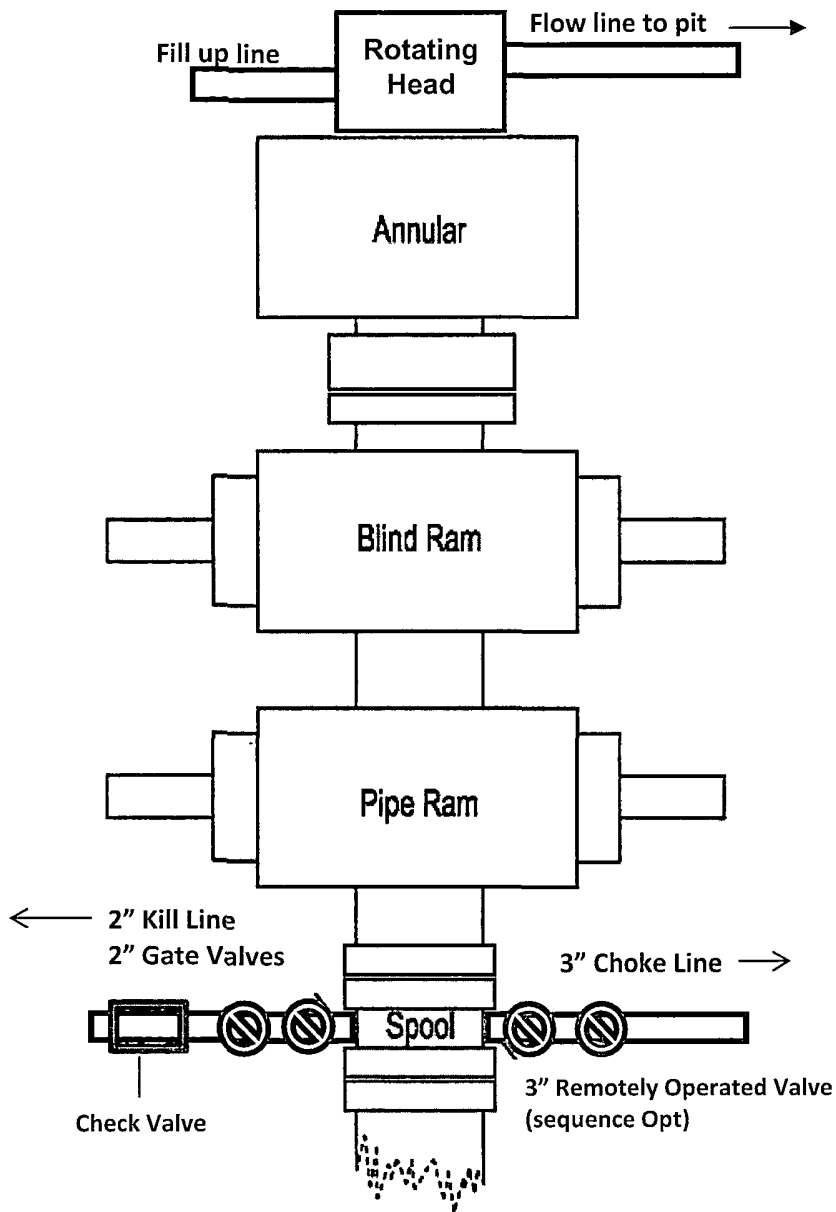 Flow line to pit
Fill up line
Rotating
Head
Annular
Blind Ram
Pipe Ram
2” Kill Line
2” Gate Valves
3” Choke Line
Spool
Check Valve
3” Remotely Operated Valve
(sequence Opt)